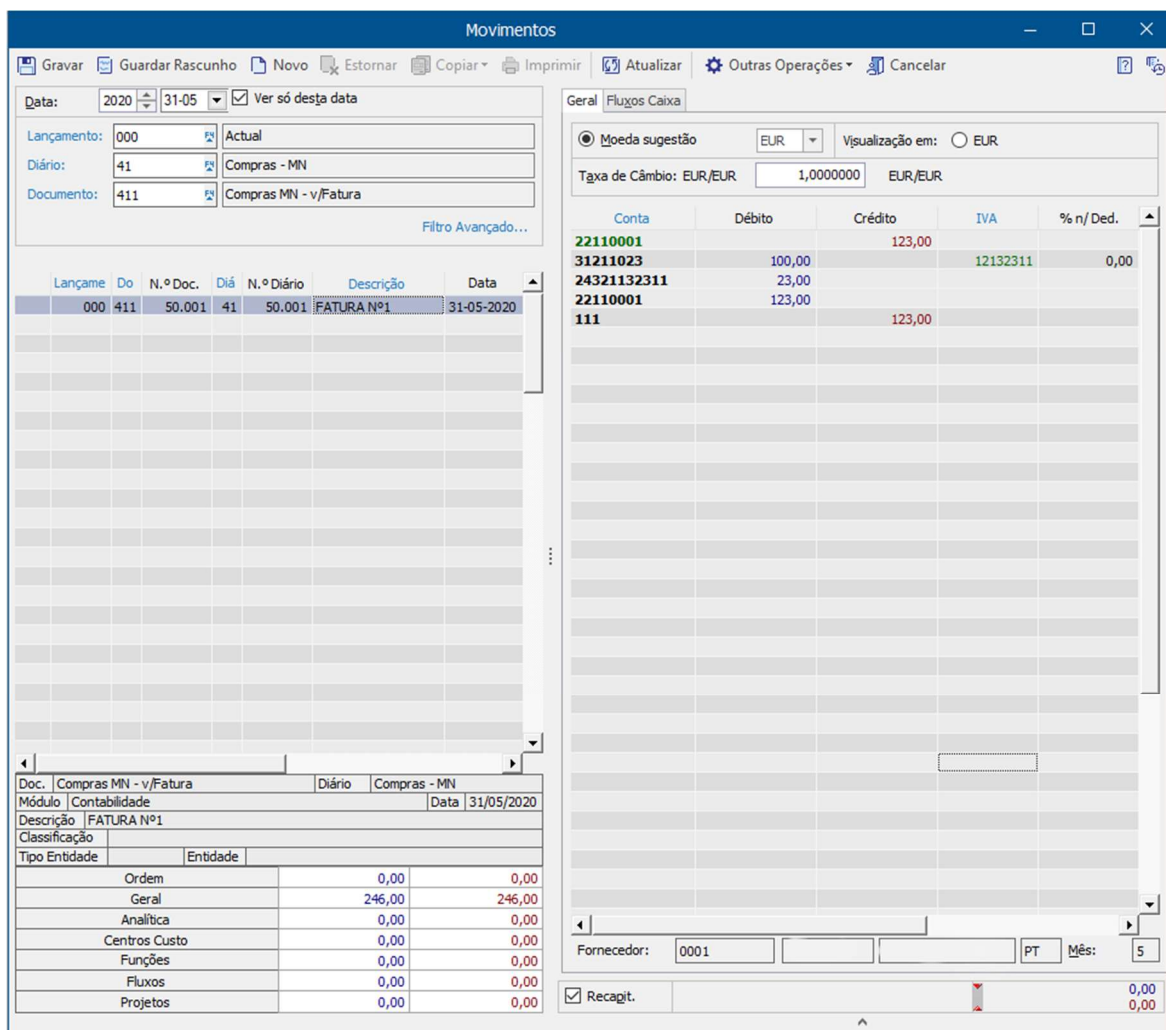 Movimentos
Gravar Guardar Rascunho Novo Estornar Copiar Imprimir Atualizar Outras Operações Cancelar
Data: 2020 31-05 Ver só desta data
Lançamento: 000 Actual
Diário: 41 Compras - MN
Documento: 411 Compras MN - v/Fatura
Filtro Avançado...
Lançame Do N.º Doc. Diá N.º Diário Descrição Data
000 411 50.001 41 50.001 FATURA Nº1 31-05-2020
Doc. Compras MN - v/Fatura Diário Compras - MN
Módulo Contabilidade Data 31/05/2020
Descrição FATURA Nº1
Classificação
Tipo Entidade Entidade
Ordem 0,00 0,00
Geral 246,00 246,00
Analítica 0,00 0,00
Centros Custo 0,00 0,00
Funções 0,00 0,00
Fluxos 0,00 0,00
Projetos 0,00 0,00
Geral Fluxos Caixa
Moeda sugestão EUR Visualização em: EUR
Taxa de Câmbio: EUR/EUR 1,0000000 EUR/EUR
Conta Débito Crédito IVA % n/ Ded.
22110001 123,00
31211023 100,00 12132311 0,00
24321132311 23,00
22110001 123,00
111 123,00
Fornecedor: 0001 PT Mês: 5
Recapit. 0,00
0,00